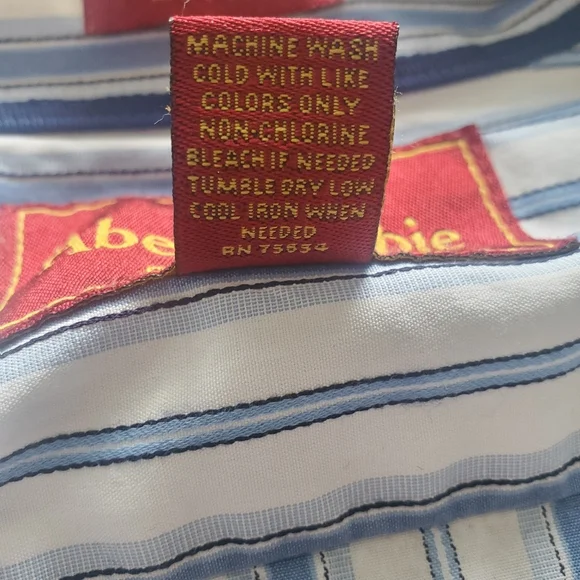 MACHINE WASH
COLD WITH LIKE
COLORS ONLY
NON-CHLORINE
BLEACH IF NEEDED
TUMBLE DRY LOW
COOL IRON WHEN
NEEDED
RN 75654